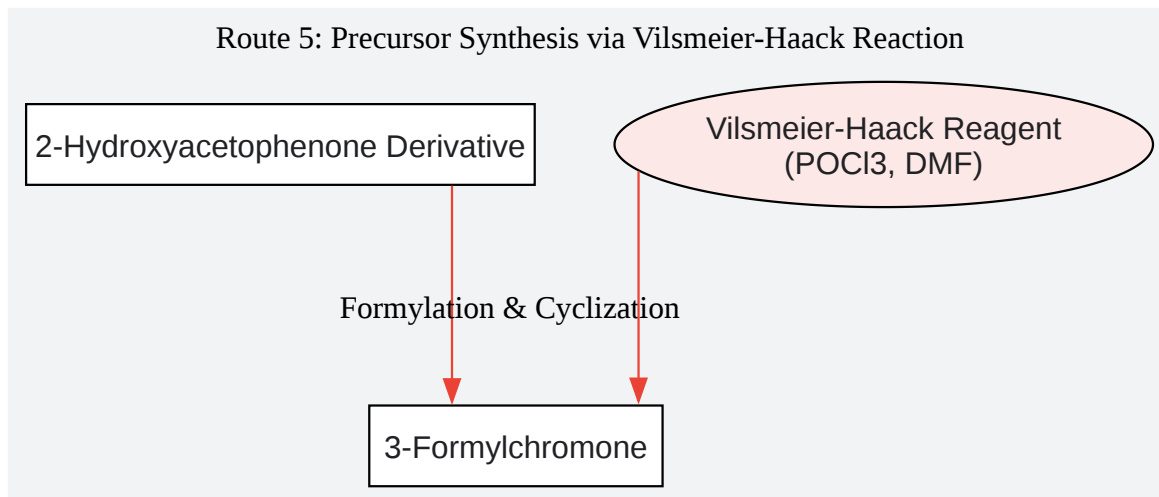 Route 5: Precursor Synthesis via Vilsmeier-Haack Reaction
2-Hydroxyacetophenone Derivative
Vilsmeier-Haack Reagent
(POCl3, DMF)
Formylation & Cyclization
3-Formylchromone